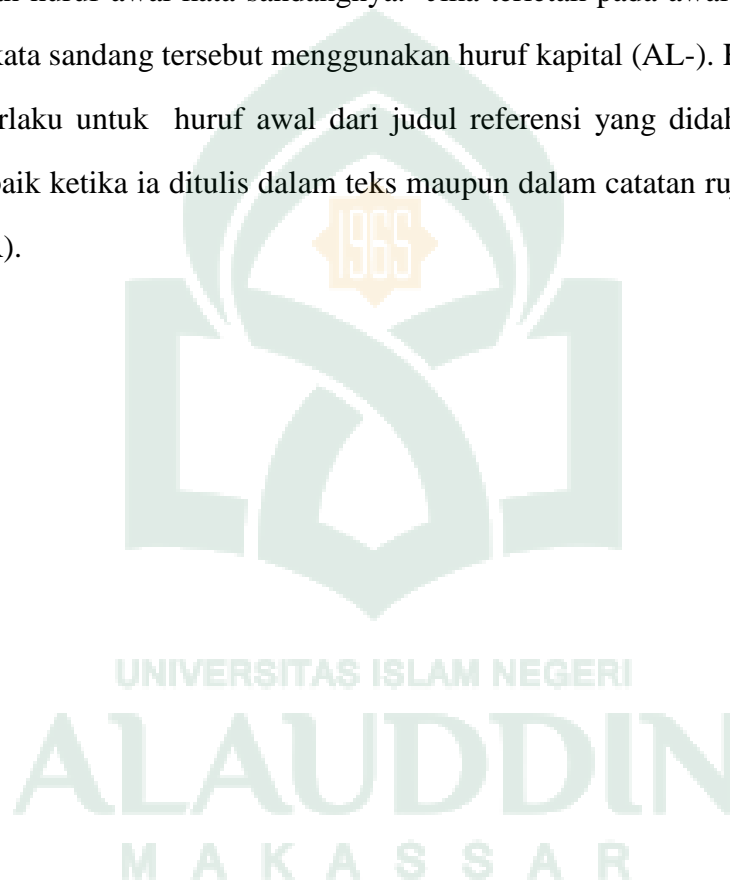 huruf awal kata sandangnya. Jika terletak pada awal
kata sandang tersebut menggunakan huruf kapital (AL-).
rlaku untuk huruf awal dari judul referensi yang didah
baik ketika ia ditulis dalam teks maupun dalam catatan ru
).
1965
UNIVERSITAS ISLAM NEGERI
ALAUDDIN
MAKASSAR